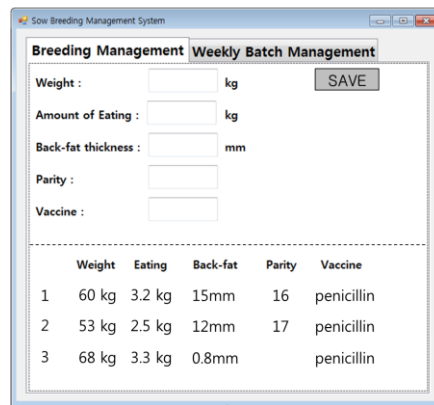 Sow Breeding Management System
Breeding Management Weekly Batch Management
Weight : kg SAVE
Amount of Eating : kg
Back-fat thickness : mm
Parity :
Vaccine :
Weight Eating Back-fat Parity Vaccine
1 60 kg 3.2 kg 15mm 16 penicillin
2 53 kg 2.5 kg 12mm 17 penicillin
3 68 kg 3.3 kg 0.8mm penicillin